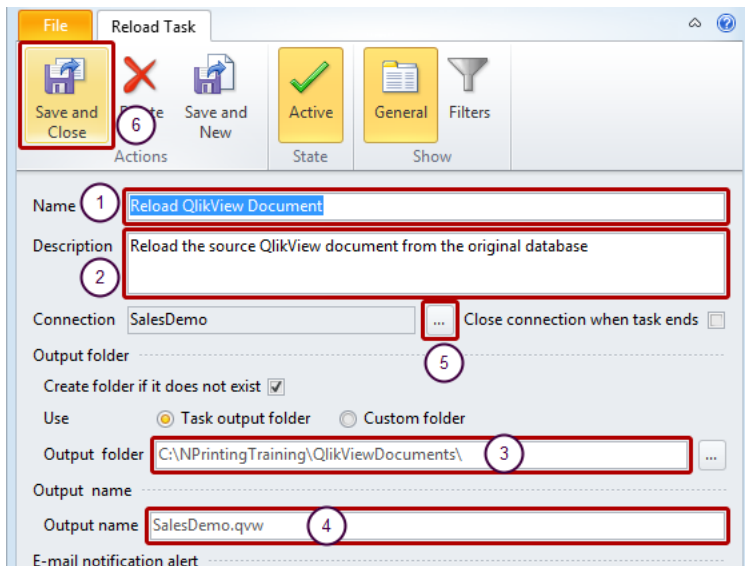 File Reload Task
Save and Close
Save and New
Active
General
Filters
6
Actions State Show
Name 1 Reload QlikView Document
Description Reload the source QlikView document from the original database
2
Connection SalesDemo ... Close connection when task ends
5
Output folder
Create folder if it does not exist
Use Task output folder Custom folder
Output folder C:\NPrintingTraining\QlikViewDocuments\ 3 ...
Output name
Output name SalesDemo.qvw 4
E-mail notification alert